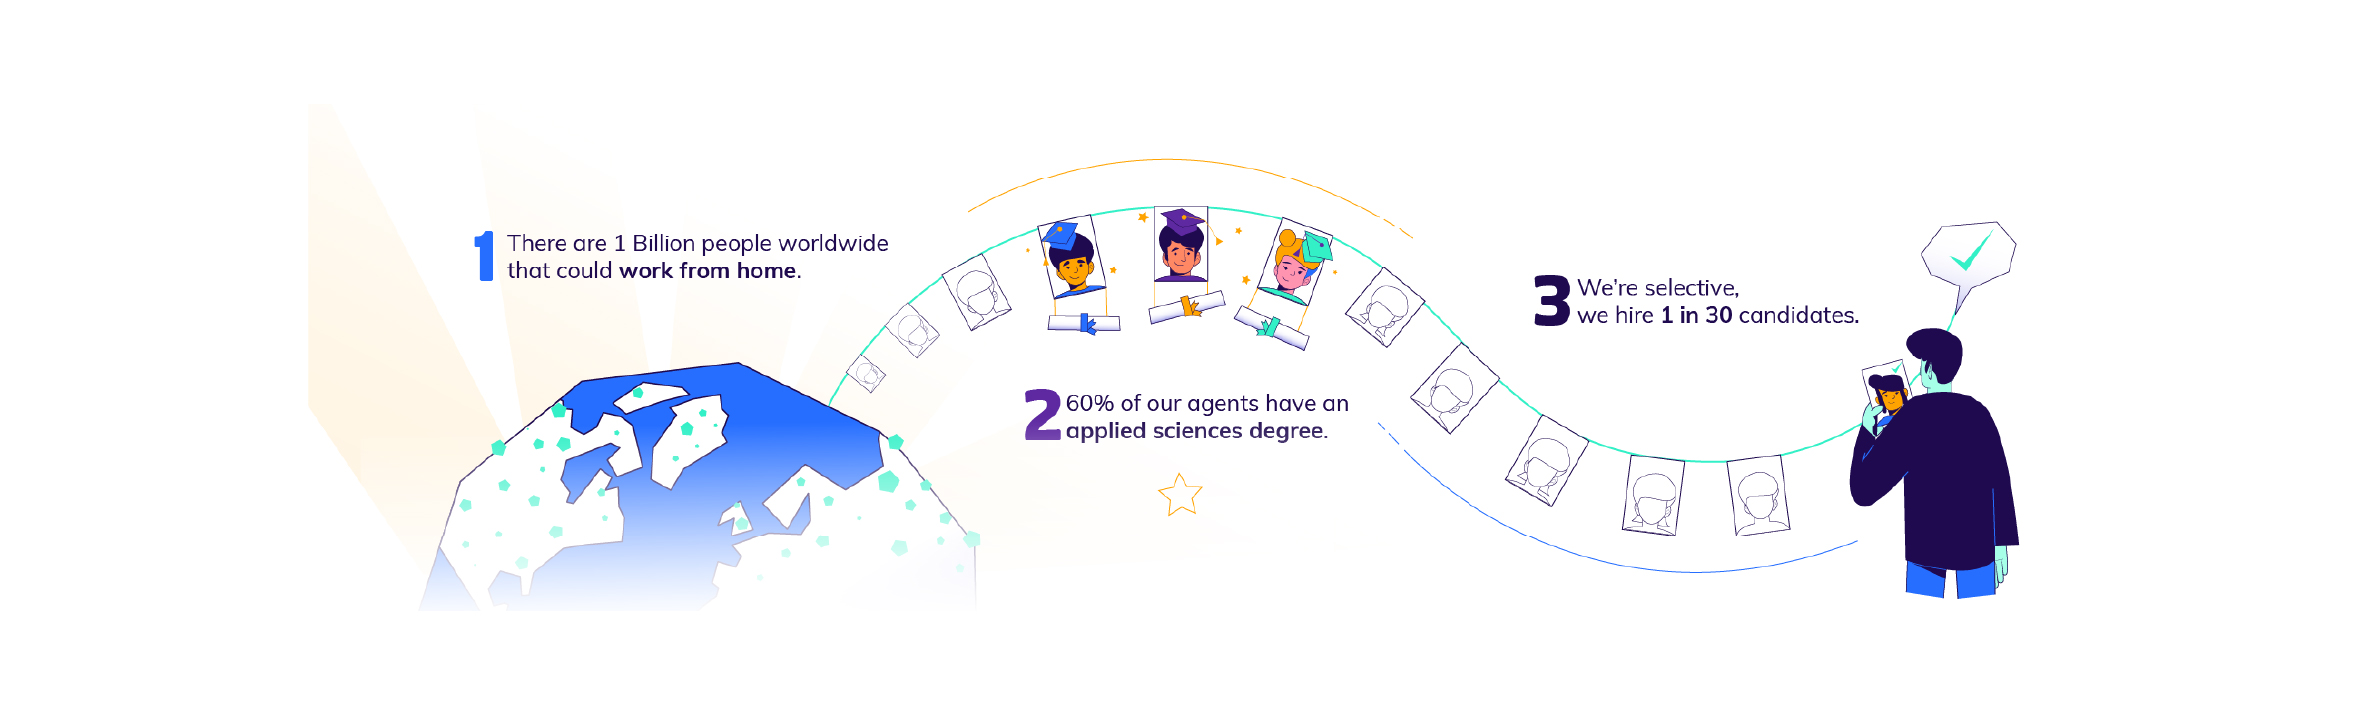 1
There are 1 Billion people worldwide
that could work from home.
2
60% of our agents have an
applied sciences degree.
3
We're selective,
we hire 1 in 30 candidates.